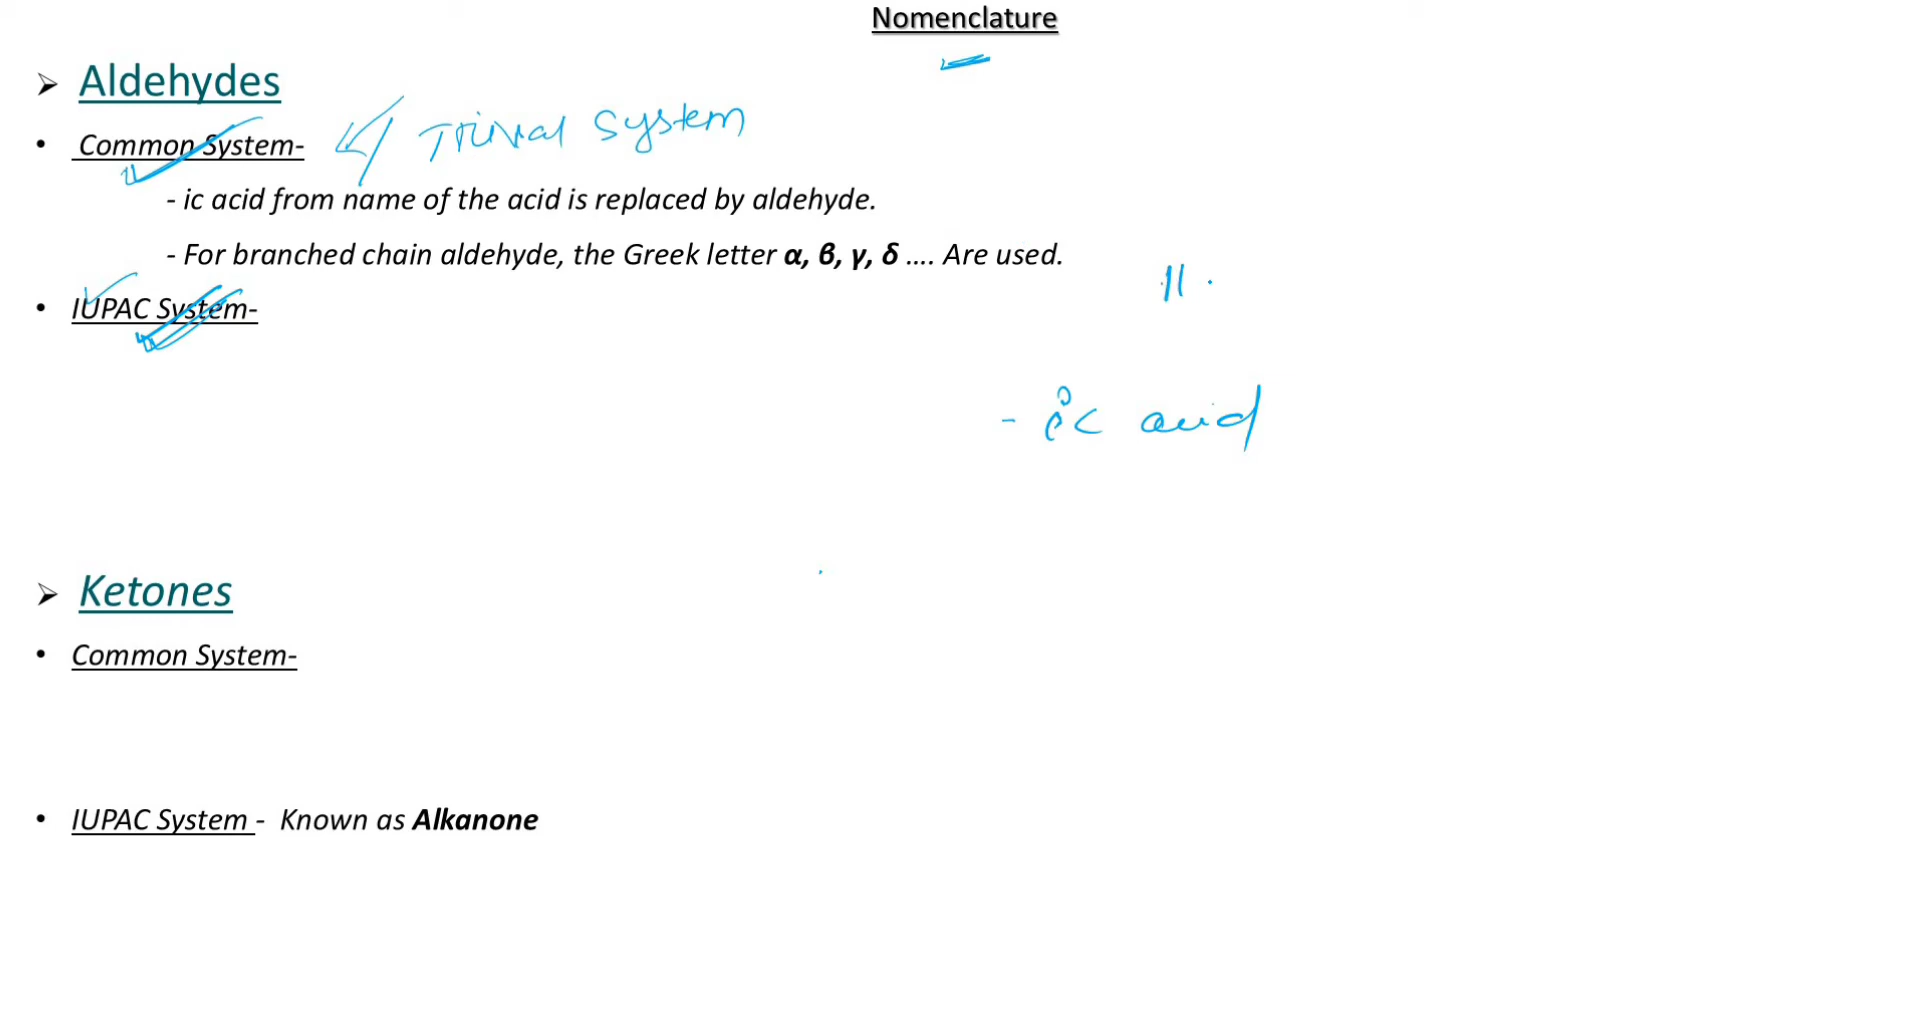 Nomenclature
➢ Aldehydes
• Common System- Trivial System
- ic acid from name of the acid is replaced by aldehyde.
- For branched chain aldehyde, the Greek letter α, β, γ, δ .... Are used.
• IUPAC System-
- ic acid
➢ Ketones
• Common System-
• IUPAC System - Known as Alkanone